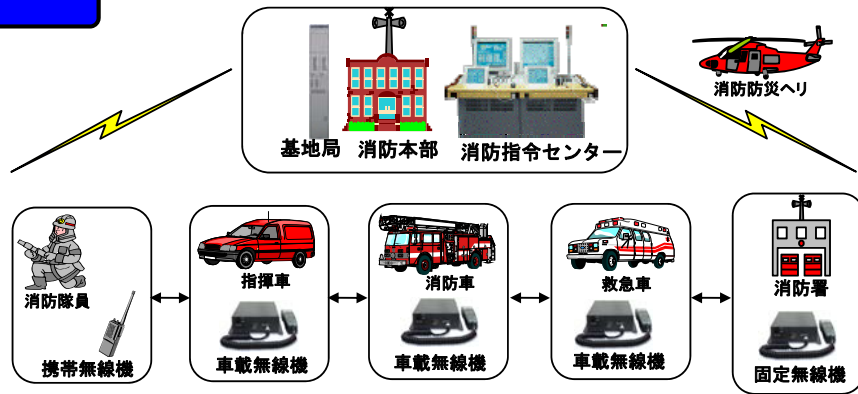 基地局
消防本部
消防指令センター
消防防災ヘリ
消防隊員
携帯無線機
指揮車
車載無線機
消防車
車載無線機
救急車
車載無線機
消防署
固定無線機